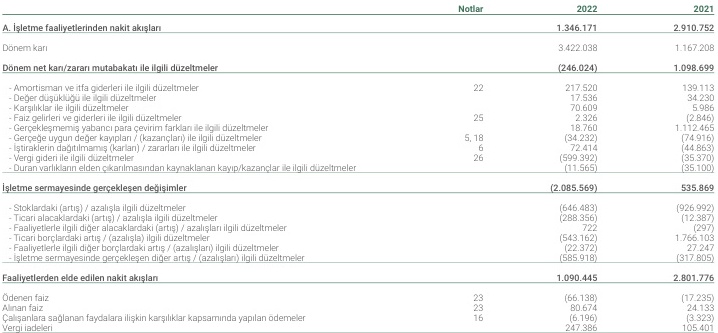 Notlar 2022 2021
A. İşletme faaliyetlerinden nakit akışları 1.346.171 2.910.752
Dönem karı 3.422.038 1.167.208
Dönem net karı/zararı mutabakatı ile ilgili düzeltmeler (246.024) 1.098.699
- Amortisman ve itfa giderleri ile ilgili düzeltmeler 22 217.520 139.113
- Değer düşüklüğü ile ilgili düzeltmeler 17.536 34.230
- Karşılıklar ile ilgili düzeltmeler 70.609 5.986
- Faiz gelirleri ve giderleri ile ilgili düzeltmeler 25 2.326 (2.846)
- Gerçekleşmemiş yabancı para çevirim farkları ile ilgili düzeltmeler 18.760 1.112.465
- Gerçeğe uygun değer kayıpları / (kazançları) ile ilgili düzeltmeler 5, 18 (34.232) (74.916)
- İştiraklerin dağıtılmamış (karları) / zararları ile ilgili düzeltmeler 6 72.414 (44.863)
- Vergi gideri ile ilgili düzeltmeler 26 (599.392) (35.370)
- Duran varlıkların elden çıkarılmasından kaynaklanan kayıp/kazançlar ile ilgili düzeltmeler (11.565) (35.100)
İşletme sermayesinde gerçekleşen değişimler (2.085.569) 535.869
- Stoklardaki (artış) / azalışla ilgili düzeltmeler (646.483) (926.992)
- Ticari alacaklardaki (artış) / azalışla ilgili düzeltmeler (288.356) (12.387)
- Faaliyetlerle ilgili diğer alacaklardaki (artış) / azalışları ilgili düzeltmeler 722 (297)
- Ticari borçlardaki artış / (azalışla) ilgili düzeltmeler (543.162) 1.766.103
- Faaliyetlerle ilgili diğer borçlardaki artış / (azalışları) ilgili düzeltmeler (22.372) 27.247
- İşletme sermayesinde gerçekleşen diğer artış / (azalışları) ilgili düzeltmeler (585.918) (317.805)
Faaliyetlerden elde edilen nakit akışları 1.090.445 2.801.776
Ödenen faiz 23 (66.138) (17.235)
Alınan faiz 23 80.674 24.133
Çalışanlara sağlanan faydalara ilişkin karşılıklar kapsamında yapılan ödemeler 16 (6.196) (3.323)
Vergi iadeleri 247.386 105.401